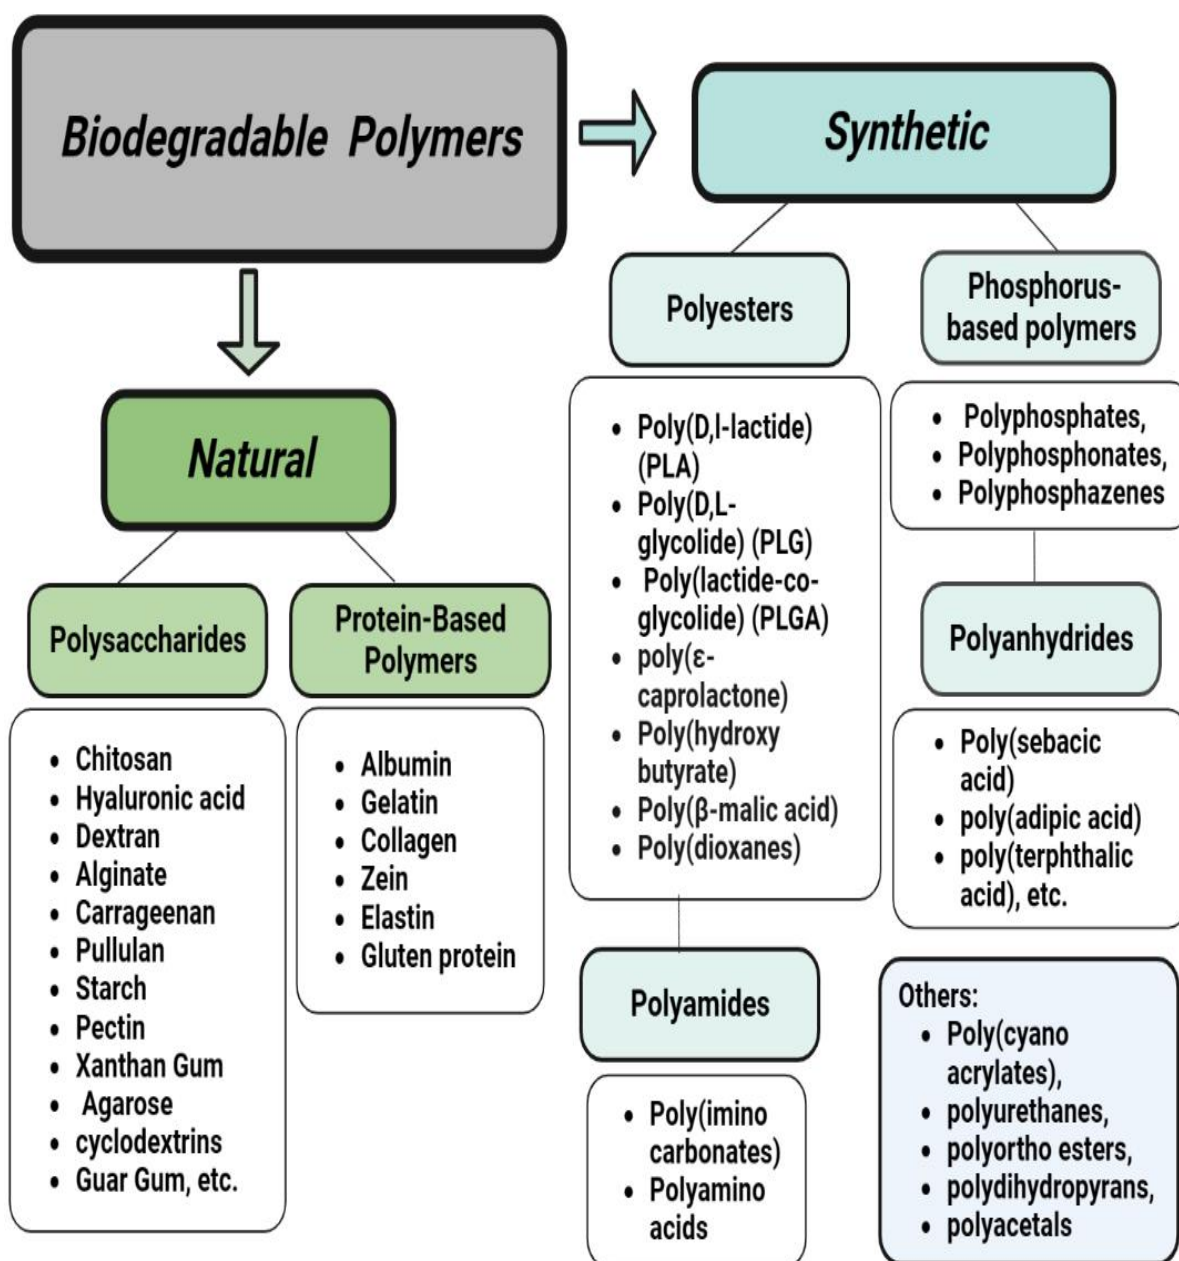 Biodegradable Polymers
Synthetic
Natural
Polysaccharides
• Chitosan
• Hyaluronic acid
• Dextran
• Alginate
• Carrageenan
• Pullulan
• Starch
• Pectin
• Xanthan Gum
• Agarose
• cyclodextrins
• Guar Gum, etc.
Protein-Based
Polymers
• Albumin
• Gelatin
• Collagen
• Zein
• Elastin
• Gluten protein
Polyesters
• Poly(D,l-lactide)
(PLA)
• Poly(D,L-
glycolide) (PLG)
• Poly(lactide-co-
glycolide) (PLGA)
• poly(ε-
caprolactone)
• Poly(hydroxy
butyrate)
• Poly(β-malic acid)
• Poly(dioxanes)
Polyamides
• Poly(imino
carbonates)
• Polyamino
acids
Phosphorus-
based polymers
• Polyphosphates,
• Polyphosphonates,
• Polyphosphazenes
Polyanhydrides
• Poly(sebacic
acid)
• poly(adipic acid)
• poly(terphthalic
acid), etc.
Others:
• Poly(cyano
acrylates),
• polyurethanes,
• polyortho esters,
• polydihydropyrans,
• polyacetals